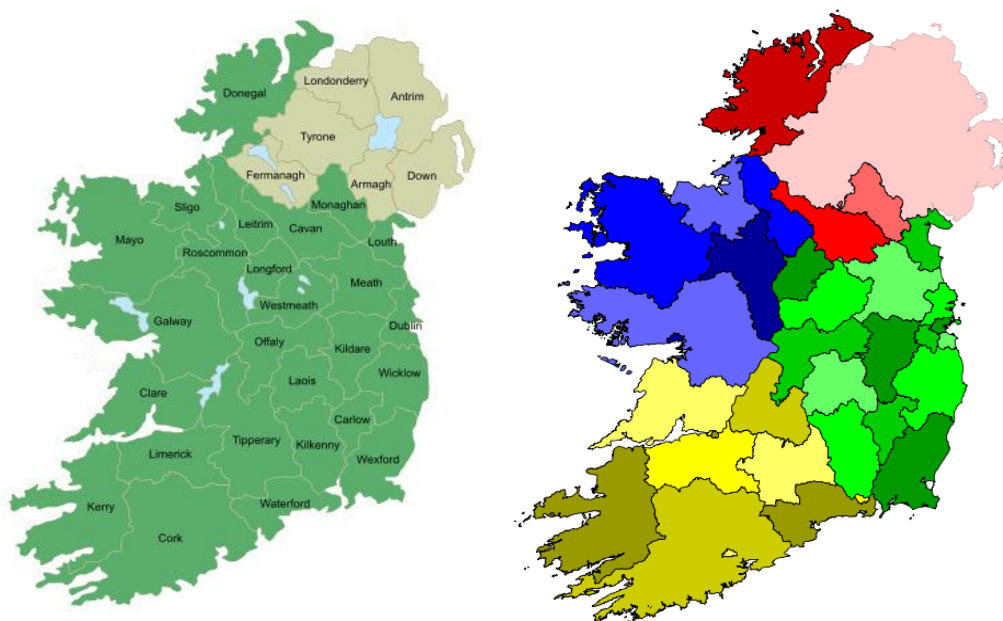 Londonderry
Donegal
Antrim
Tyrone
Fermanagh
Armagh
Down
Monaghan
Sligo
Leitrim
Cavan
Mayo
Louth
Roscommon
Longford
Meath
Westmeath
Galway
Dublin
Offaly
Kildare
Wicklow
Laois
Clare
Carlow
Tipperary
Kilkenny
Limerick
Wexford
Waterford
Kerry
Cork